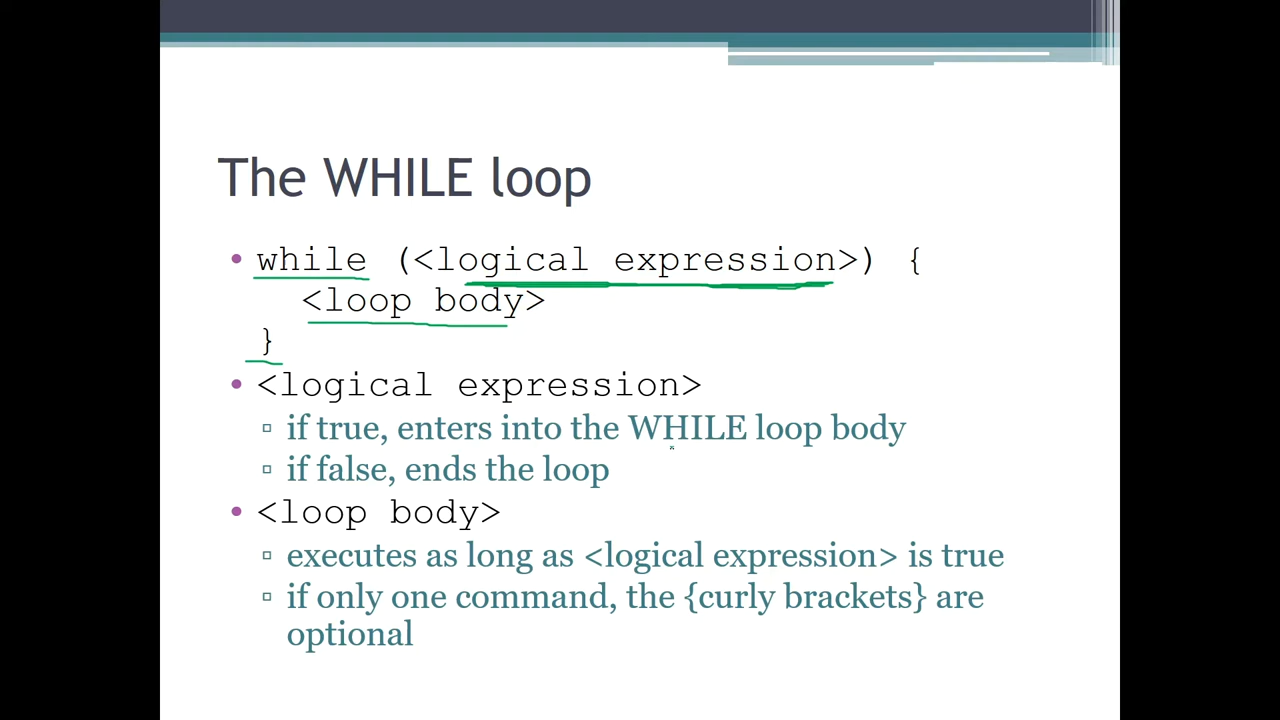 The WHILE loop
• while (<logical expression>) {
<loop body>
}
• <logical expression>
▫ if true, enters into the WHILE loop body
▫ if false, ends the loop
• <loop body>
▫ executes as long as <logical expression> is true
▫ if only one command, the {curly brackets} are
optional